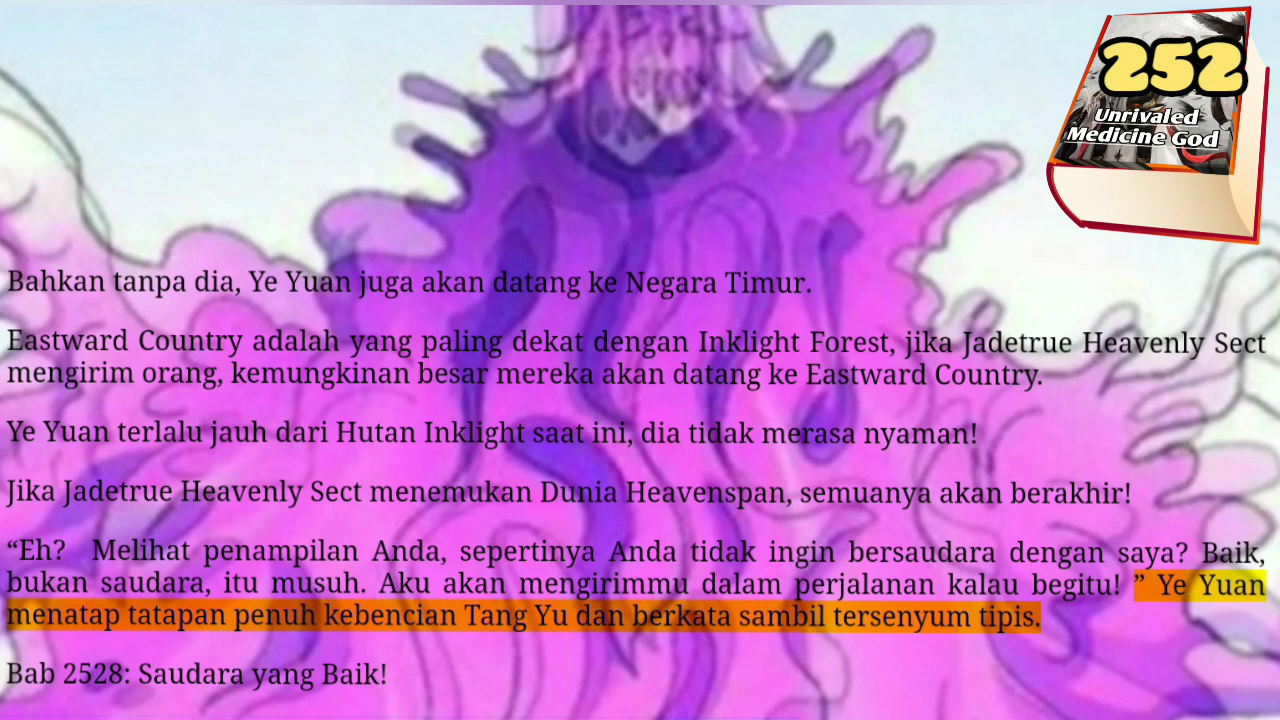 252
Unrivaled
Medicine God
Bahkan tanpa dia, Ye Yuan juga akan datang ke Negara Timur.
Eastward Country adalah yang paling dekat dengan Inklight Forest, jika Jadetrue Heavenly Sect
mengirim orang, kemungkinan besar mereka akan datang ke Eastward Country.
Ye Yuan terlalu jauh dari Hutan Inklight saat ini, dia tidak merasa nyaman!
Jika Jadetrue Heavenly Sect menemukan Dunia Heavenspan, semuanya akan berakhir!
“Eh? Melihat penampilan Anda, sepertinya Anda tidak ingin bersaudara dengan saya? Baik,
bukan saudara, itu musuh. Aku akan mengirimmu dalam perjalanan kalau begitu! ” Ye Yuan
menatap tatapan penuh kebencian Tang Yu dan berkata sambil tersenyum tipis.
Bab 2528: Saudara yang Baik!